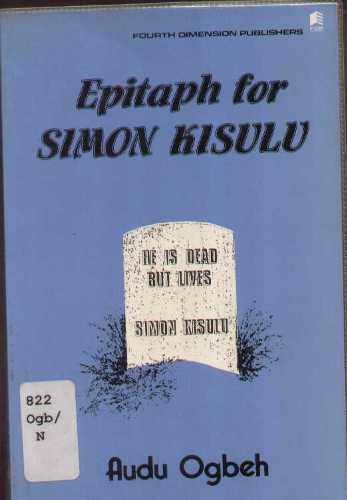 FOURTH DIMENSION PUBLISHERS
Epitaph for
SIMON KISULU
HE IS DEAD
BUT LIVES
SIMON KISULU
822
Ogb/
N
Audu Ogbeh